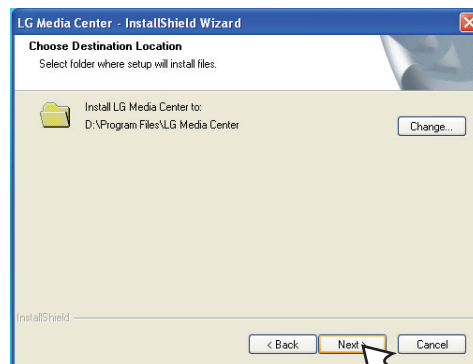 LG Media Center - InstallShield Wizard
Choose Destination Location
Select folder where setup will install files.
Install LG Media Center to:
D:\Program Files\LG Media Center
Change...
InstallShield
< Back Next > Cancel